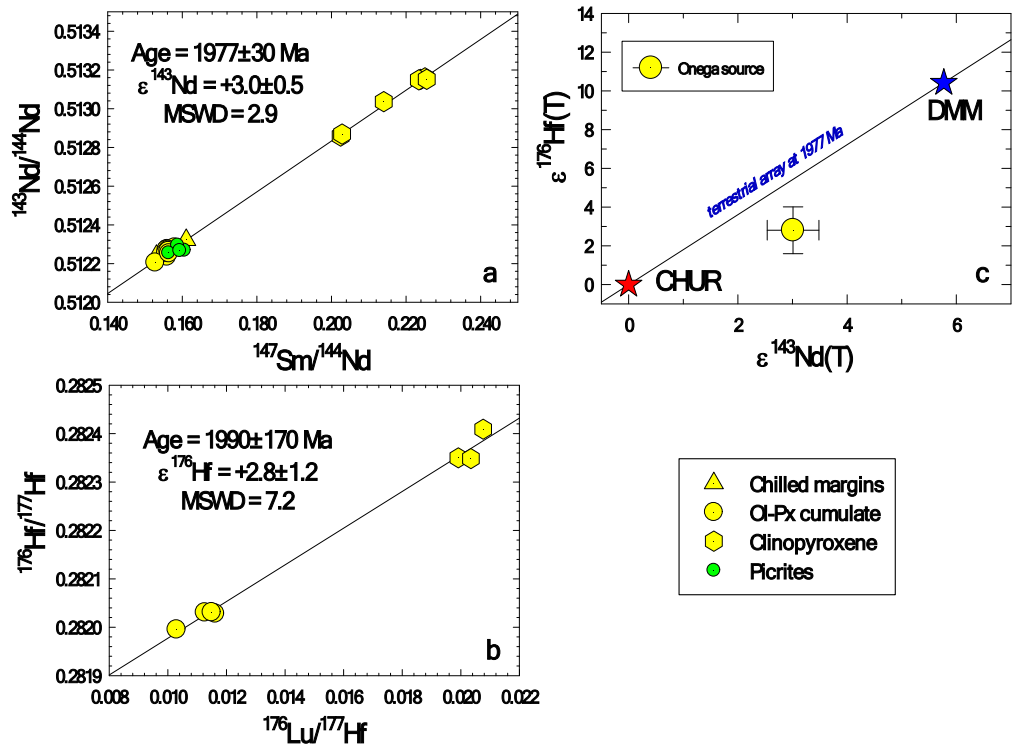 0.5134
0.5132
0.5130
0.5128
0.5126
0.5124
0.5122
0.5120
¹⁴³Nd/¹⁴⁴Nd
Age = 1977±30 Ma
ε¹⁴³Nd = +3.0±0.5
MSWD = 2.9
a
0.140 0.160 0.180 0.200 0.220 0.240
¹⁴⁷Sm/¹⁴⁴Nd
14
12
10
8
6
4
2
0
ε¹⁷⁶Hf(T)
Onega source
DMM
terrestrial array at 1977 Ma
CHUR
c
0 2 4 6
ε¹⁴³Nd(T)
0.2825
0.2824
0.2823
0.2822
0.2821
0.2820
0.2819
¹⁷⁶Hf/¹⁷⁷Hf
Age = 1990±170 Ma
ε¹⁷⁶Hf = +2.8±1.2
MSWD = 7.2
b
0.008 0.010 0.012 0.014 0.016 0.018 0.020 0.022
¹⁷⁶Lu/¹⁷⁷Hf
Chilled margins
Ol-Px cumulate
Clinopyroxene
Picrites